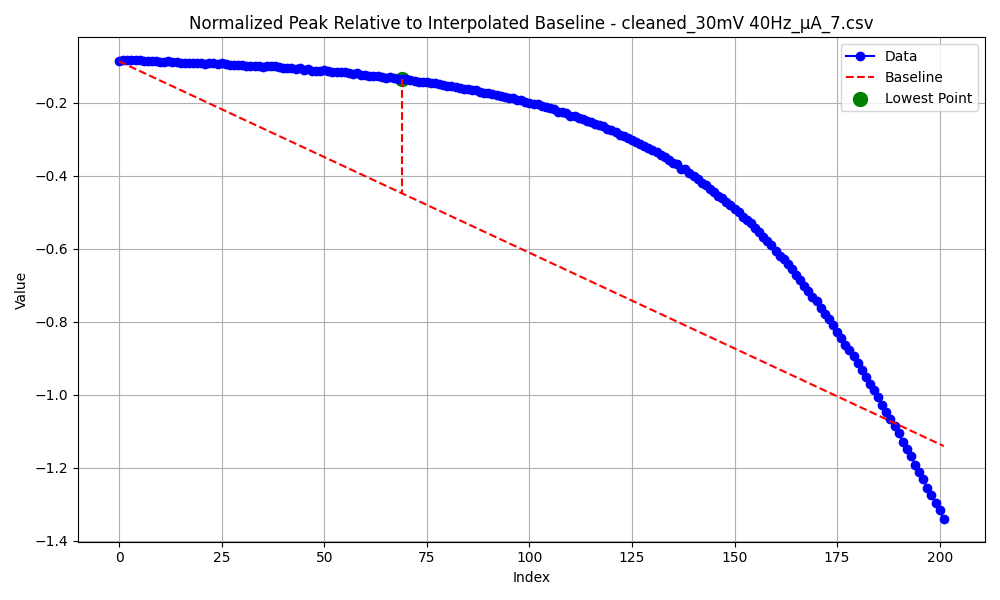 Normalized Peak Relative to Interpolated Baseline - cleaned_30mV 40Hz_μA_7.csv
Data
Baseline
Lowest Point
Value
−0.2
−0.4
−0.6
−0.8
−1.0
−1.2
−1.4
0 25 50 75 100 125 150 175 200
Index